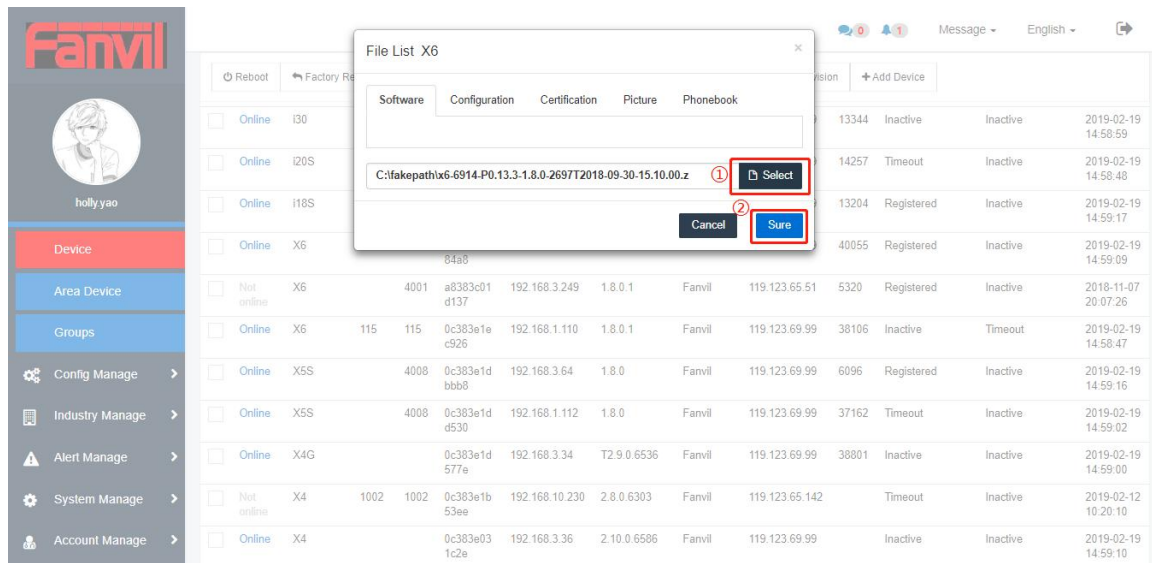 Fanvil
0 1 Message English
File List X6 ×
Reboot Factory Re ision + Add Device
Software Configuration Certification Picture Phonebook
Online i30 13344 Inactive Inactive 2019-02-19
14:58:59
C:\fakepath\x6-6914-P0.13.3-1.8.0-2697T2018-09-30-15.10.00.z ① Select
Online i20S 14257 Timeout Inactive 2019-02-19
14:58:48
holly.yao
Online i18S 13204 Registered Inactive 2019-02-19
14:59:17
② Cancel Sure
Device
Online X6 40055 Registered Inactive 2019-02-19
84a8 14:59:09
Area Device
Not X6 4001 a8383c01 192.168.3.249 1.8.0.1 Fanvil 119.123.65.51 5320 Registered Inactive 2018-11-07
online d137 20:07:26
Groups
Online X6 115 115 0c383e1e 192.168.1.110 1.8.0.1 Fanvil 119.123.69.99 38106 Inactive Timeout 2019-02-19
c926 14:58:47
Config Manage
Online X5S 4008 0c383e1d 192.168.3.64 1.8.0 Fanvil 119.123.69.99 6096 Registered Inactive 2019-02-19
bbb8 14:59:16
Industry Manage
Online X5S 4008 0c383e1d 192.168.1.112 1.8.0 Fanvil 119.123.69.99 37162 Timeout Inactive 2019-02-19
d530 14:59:02
Alert Manage
Online X4G 0c383e1d 192.168.3.34 T2.9.0.6536 Fanvil 119.123.69.99 38801 Inactive Timeout 2019-02-19
577e 14:59:00
System Manage
Not X4 1002 1002 0c383e1b 192.168.10.230 2.8.0.6303 Fanvil 119.123.65.142 Timeout Inactive 2019-02-12
online 53ee 10:20:10
Account Manage
Online X4 0c383e03 192.168.3.36 2.10.0.6586 Fanvil 119.123.69.99 Inactive Inactive 2019-02-19
1c2e 14:59:10